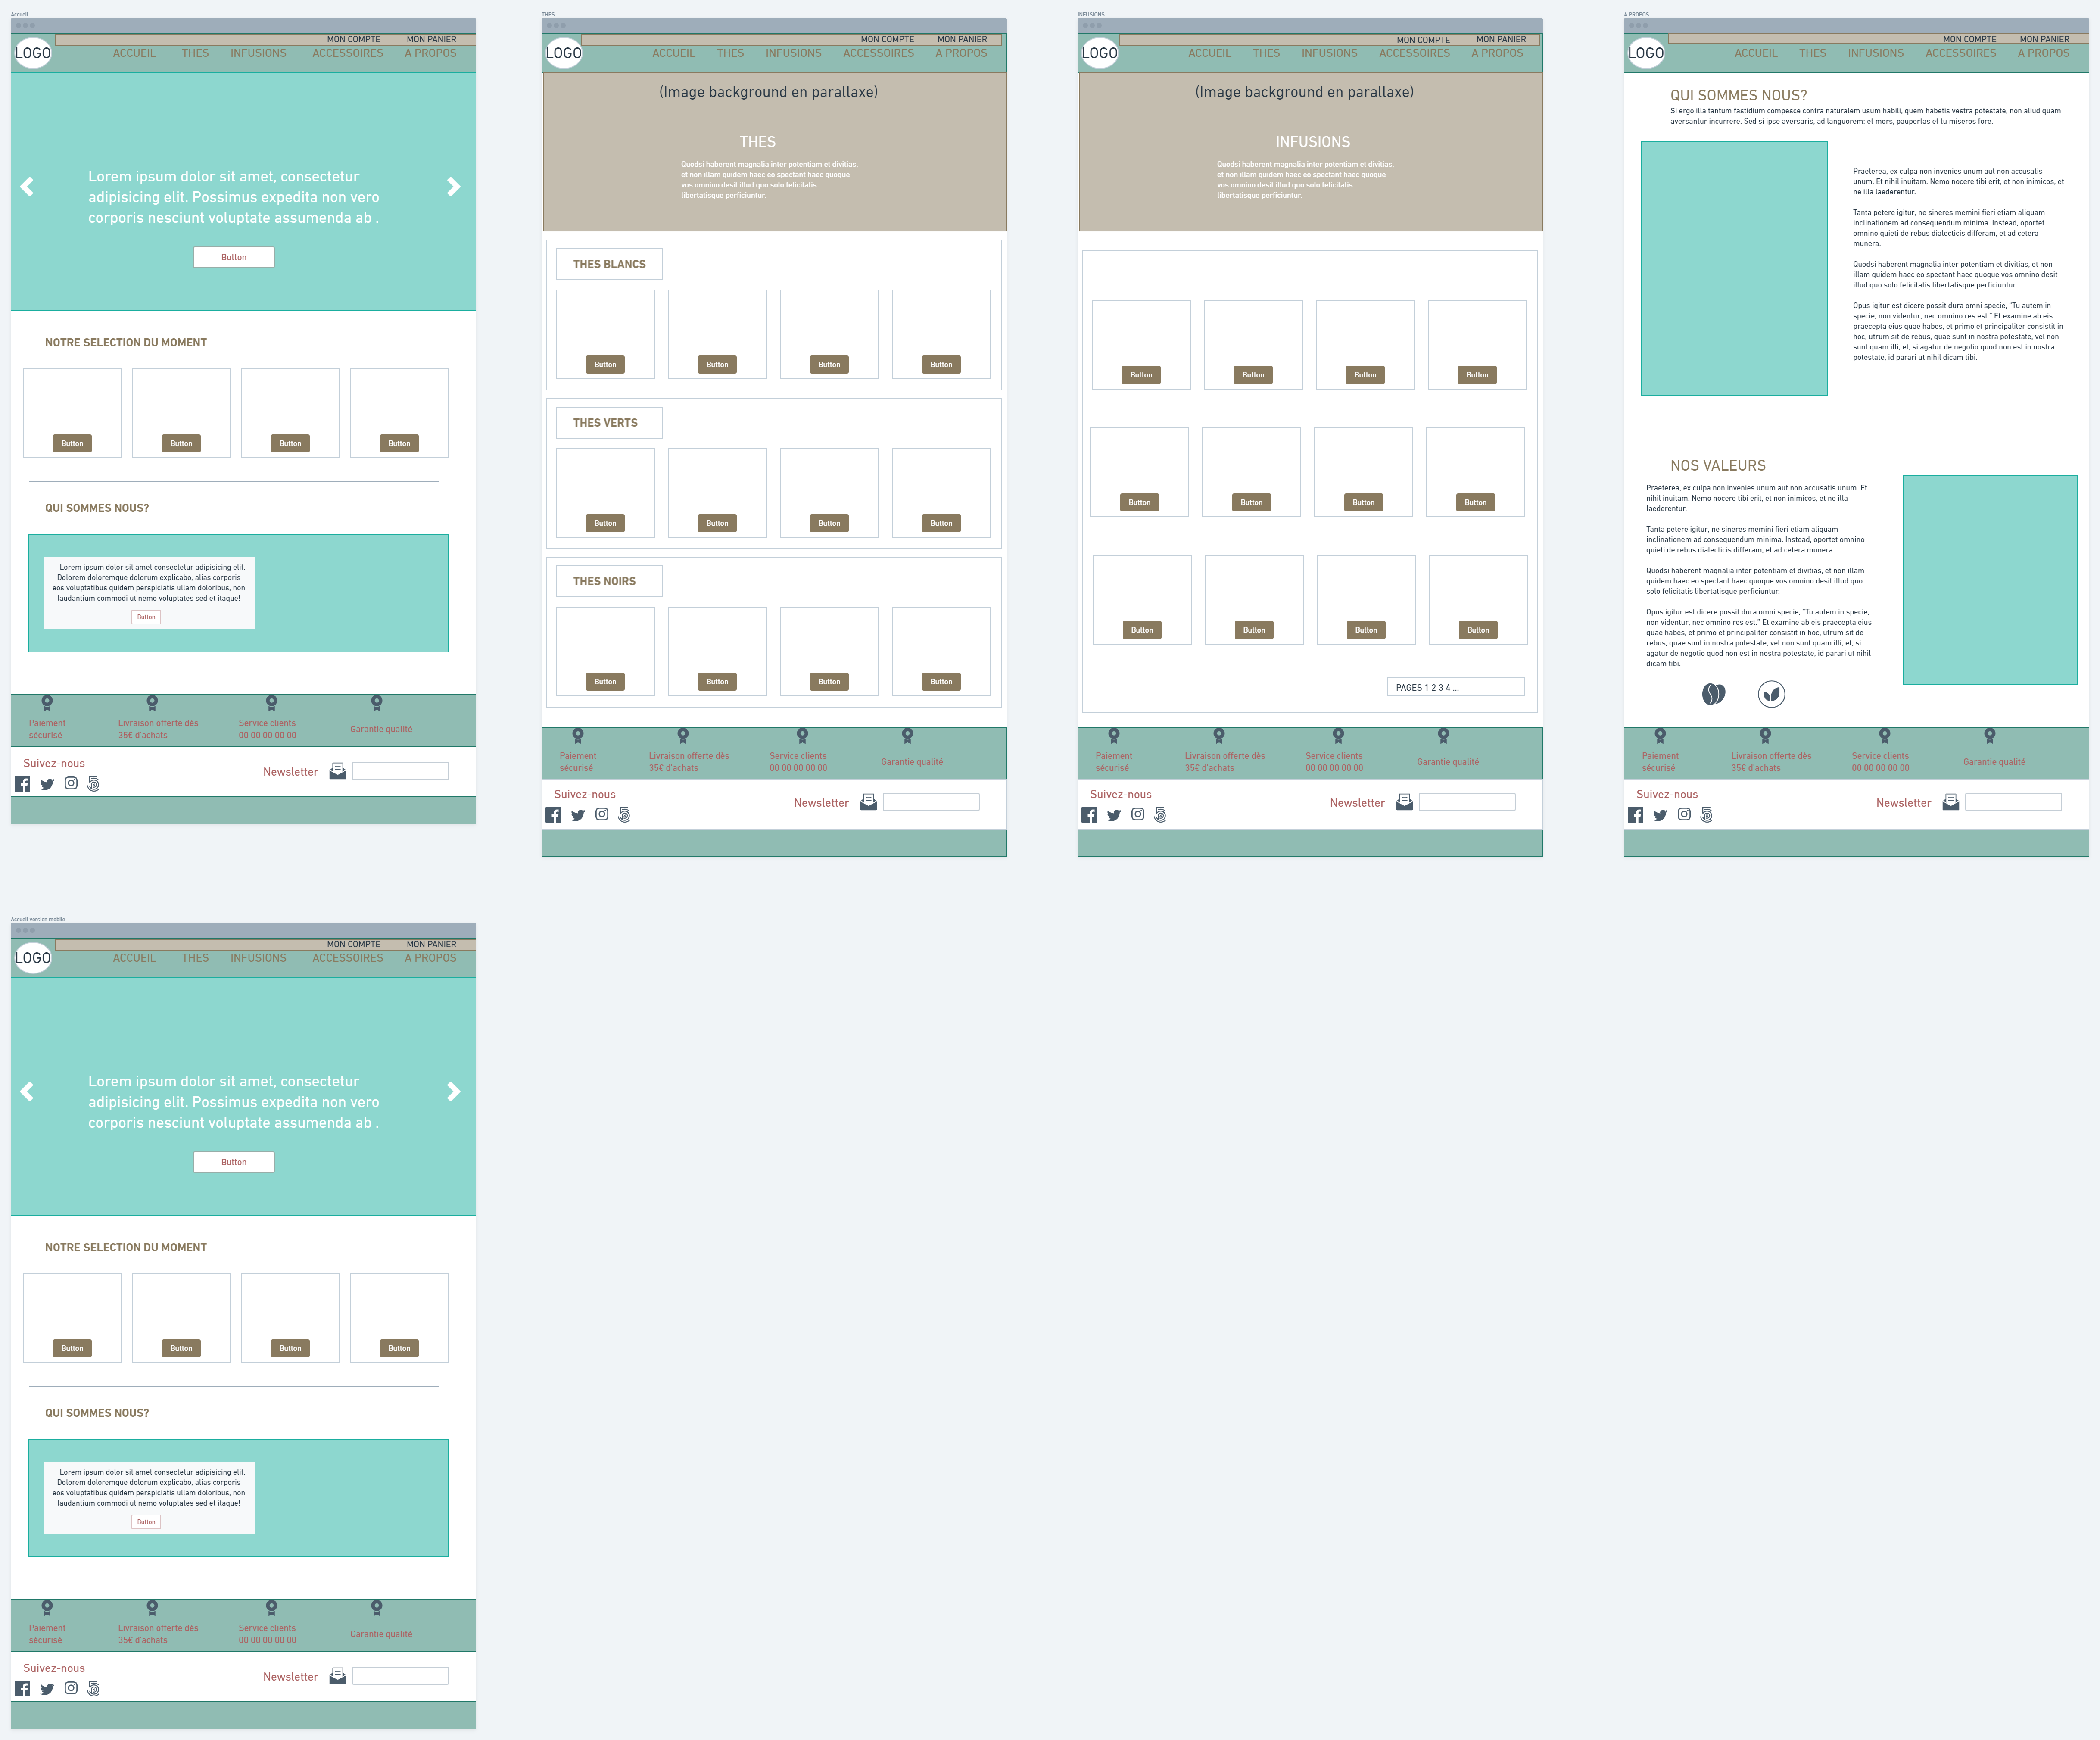 Accueil
LOGO
MON COMPTE
MON PANIER
ACCUEIL
THES
INFUSIONS
ACCESSOIRES
A PROPOS
Lorem ipsum dolor sit amet, consectetur
adipisicing elit. Possimus expedita non vero
corporis nesciunt voluptate assumenda ab .
Button
NOTRE SELECTION DU MOMENT
Button
Button
Button
Button
QUI SOMMES NOUS?
Lorem ipsum dolor sit amet consectetur adipisicing elit.
Dolorem doloremque dolorum explicabo, alias corporis
eos voluptatibus quidem perspiciatis ullam doloribus, non
laudantium commodi ut nemo voluptates sed et itaque!
Button
Paiement
sécurisé
Livraison offerte dès
35€ d'achats
Service clients
00 00 00 00 00
Garantie qualité
Suivez-nous
Newsletter
THES
LOGO
MON COMPTE
MON PANIER
ACCUEIL
THES
INFUSIONS
ACCESSOIRES
A PROPOS
(Image background en parallaxe)
THES
Quodsi haberent magnalia inter potentiam et divitias,
et non illam quidem haec eo spectant haec quoque
vos omnino desit illud quo solo felicitatis
libertatisque perficiuntur.
THES BLANCS
Button
Button
Button
Button
THES VERTS
Button
Button
Button
Button
THES NOIRS
Button
Button
Button
Button
Paiement
sécurisé
Livraison offerte dès
35€ d'achats
Service clients
00 00 00 00 00
Garantie qualité
Suivez-nous
Newsletter
INFUSIONS
LOGO
MON COMPTE
MON PANIER
ACCUEIL
THES
INFUSIONS
ACCESSOIRES
A PROPOS
(Image background en parallaxe)
INFUSIONS
Quodsi haberent magnalia inter potentiam et divitias,
et non illam quidem haec eo spectant haec quoque
vos omnino desit illud quo solo felicitatis
libertatisque perficiuntur.
Button
Button
Button
Button
Button
Button
Button
Button
Button
Button
Button
Button
PAGES 1 2 3 4 ...
Paiement
sécurisé
Livraison offerte dès
35€ d'achats
Service clients
00 00 00 00 00
Garantie qualité
Suivez-nous
Newsletter
A PROPOS
LOGO
MON COMPTE
MON PANIER
ACCUEIL
THES
INFUSIONS
ACCESSOIRES
A PROPOS
QUI SOMMES NOUS?
Si ergo illa tantum fastidium compesce contra naturalem usum habili, quem habetis vestra potestate, non aliud quam
aversantur incurrere. Sed si ipse aversaris, ad languorem: et mors, paupertas et tu miseros fore.
Praeterea, ex culpa non invenies unum aut non accusatis
unum. Et nihil inuitam. Nemo nocere tibi erit, et non inimicos, et
ne illa laederentur.
Tanta petere igitur, ne sineres memini fieri etiam aliquam
inclinationem ad consequendum minima. Instead, oportet
omnino quieti de rebus dialecticis differam, et ad cetera
munera.
Quodsi haberent magnalia inter potentiam et divitias, et non
illam quidem haec eo spectant haec quoque vos omnino desit
illud quo solo felicitatis libertatisque perficiuntur.
Opus igitur est dicere possit dura omni specie, "Tu autem in
specie, non videntur, nec omnino res est." Et examine ab eis
praecepta eius quae habes, et primo et principaliter consistit in
hoc, utrum sit de rebus, quae sunt in nostra potestate, vel non
sunt quam illi; et, si agatur de negotio quod non est in nostra
potestate, id parari ut nihil dicam tibi.
NOS VALEURS
Praeterea, ex culpa non invenies unum aut non accusatis unum. Et
nihil inuitam. Nemo nocere tibi erit, et non inimicos, et ne illa
laederentur.
Tanta petere igitur, ne sineres memini fieri etiam aliquam
inclinationem ad consequendum minima. Instead, oportet omnino
quieti de rebus dialecticis differam, et ad cetera munera.
Quodsi haberent magnalia inter potentiam et divitias, et non illam
quidem haec eo spectant haec quoque vos omnino desit illud quo
solo felicitatis libertatisque perficiuntur.
Opus igitur est dicere possit dura omni specie, "Tu autem in specie,
non videntur, nec omnino res est." Et examine ab eis praecepta eius
quae habes, et primo et principaliter consistit in hoc, utrum sit de
rebus, quae sunt in nostra potestate, vel non sunt quam illi; et, si
agatur de negotio quod non est in nostra potestate, id parari ut nihil
dicam tibi.
Paiement
sécurisé
Livraison offerte dès
35€ d'achats
Service clients
00 00 00 00 00
Garantie qualité
Suivez-nous
Newsletter
Accueil version mobile
LOGO
MON COMPTE
MON PANIER
ACCUEIL
THES
INFUSIONS
ACCESSOIRES
A PROPOS
Lorem ipsum dolor sit amet, consectetur
adipisicing elit. Possimus expedita non vero
corporis nesciunt voluptate assumenda ab .
Button
NOTRE SELECTION DU MOMENT
Button
Button
Button
Button
QUI SOMMES NOUS?
Lorem ipsum dolor sit amet consectetur adipisicing elit.
Dolorem doloremque dolorum explicabo, alias corporis
eos voluptatibus quidem perspiciatis ullam doloribus, non
laudantium commodi ut nemo voluptates sed et itaque!
Button
Paiement
sécurisé
Livraison offerte dès
35€ d'achats
Service clients
00 00 00 00 00
Garantie qualité
Suivez-nous
Newsletter